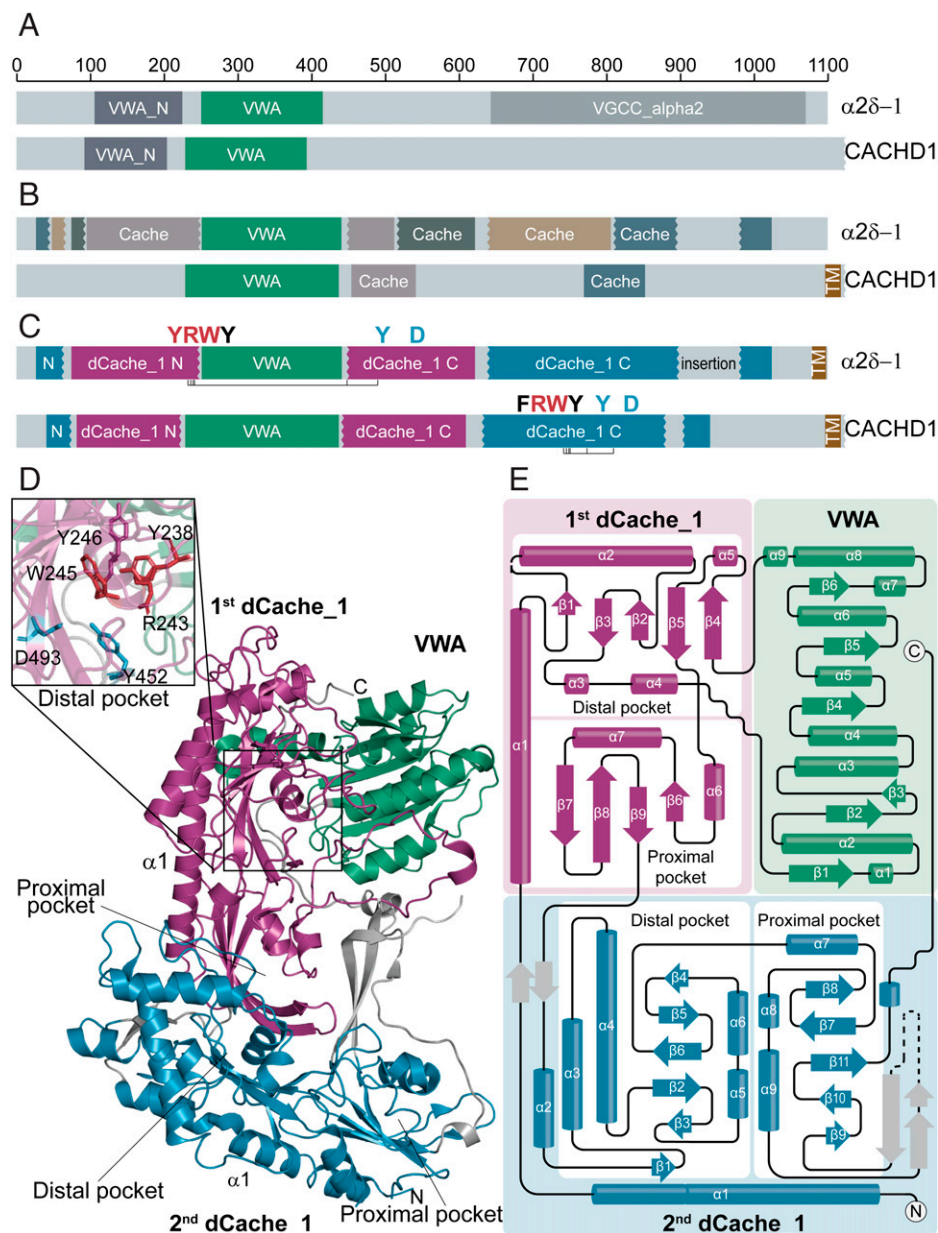 A
0 100 200 300 400 500 600 700 800 900 1000 1100
VWA_N VWA VGCC_alpha2 α2δ–1
VWA_N VWA CACHD1
B
Cache VWA Cache Cache Cache α2δ–1
VWA Cache Cache TM CACHD1
C
YRWY Y D
N dCache_1 N VWA dCache_1 C dCache_1 C insertion TM α2δ–1
FRWY Y D
N dCache_1 N VWA dCache_1 C dCache_1 C TM CACHD1
D
Y246
Y238
W245
R243
D493
Y452
Distal pocket
1st dCache_1
VWA
C
α1
Proximal
pocket
Distal
pocket
α1
N
Proximal pocket
2nd dCache_1
E
1st dCache_1
VWA
α2 α5 α9 α8
β1 β3 β2 β5 β4
β6 α7
α6
β5 C
α3 α4 α5
Distal pocket
β4
α1
α7 α4
α3
β7 β8 β9 β6 α6
β3
β2
Proximal
pocket
α2
β1 α1
Distal pocket
Proximal pocket
α7
α4 β4 β8
β5 α6 α8 β7
α3 β6
β11
α2 β2 α5 α9 β10
β3 β9
β1
α1
N
2nd dCache_1